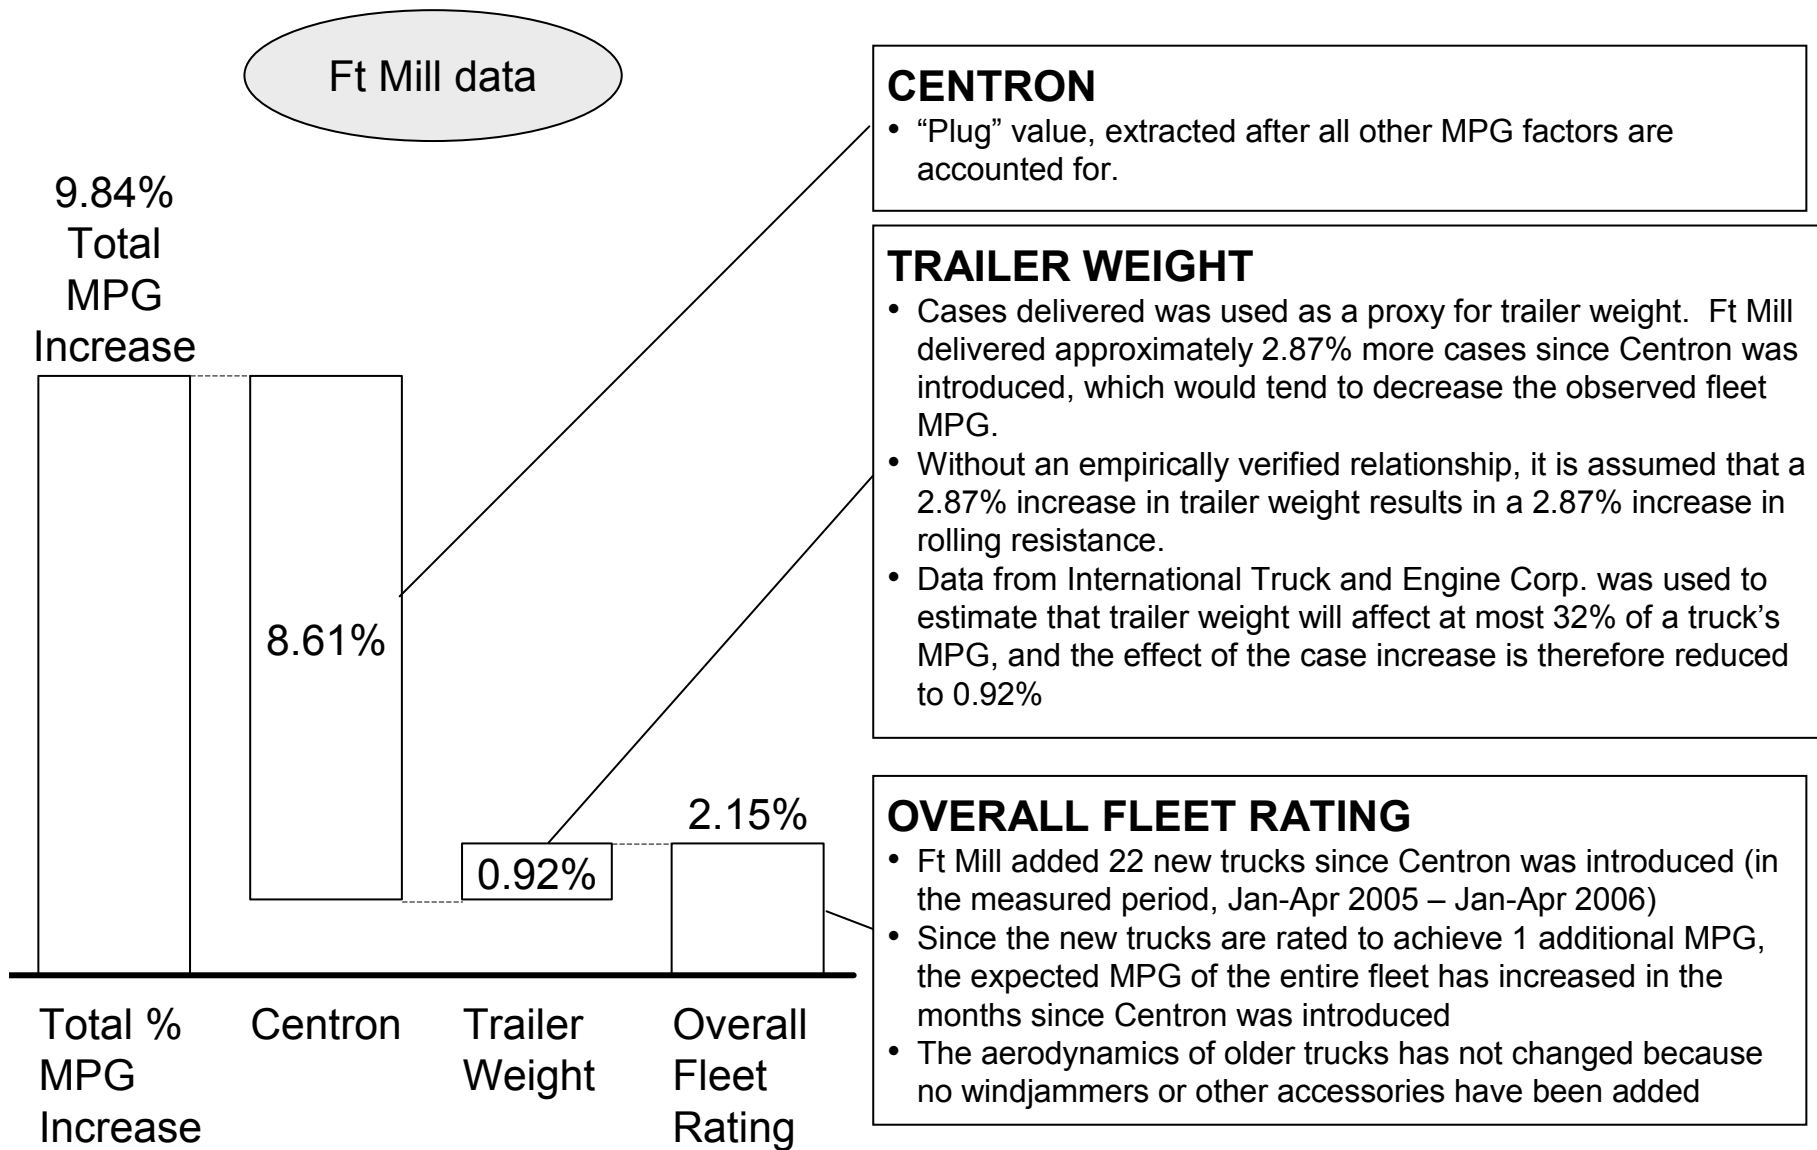 Ft Mill data
9.84%
Total
MPG
Increase
8.61%
0.92%
2.15%
Total %
MPG
Increase
Centron
Trailer
Weight
Overall
Fleet
Rating
CENTRON
• “Plug” value, extracted after all other MPG factors are
accounted for.
TRAILER WEIGHT
• Cases delivered was used as a proxy for trailer weight.  Ft Mill
delivered approximately 2.87% more cases since Centron was
introduced, which would tend to decrease the observed fleet
MPG.
• Without an empirically verified relationship, it is assumed that a
2.87% increase in trailer weight results in a 2.87% increase in
rolling resistance.
• Data from International Truck and Engine Corp. was used to
estimate that trailer weight will affect at most 32% of a truck’s
MPG, and the effect of the case increase is therefore reduced
to 0.92%
OVERALL FLEET RATING
• Ft Mill added 22 new trucks since Centron was introduced (in
the measured period, Jan-Apr 2005 – Jan-Apr 2006)
• Since the new trucks are rated to achieve 1 additional MPG,
the expected MPG of the entire fleet has increased in the
months since Centron was introduced
• The aerodynamics of older trucks has not changed because
no windjammers or other accessories have been added